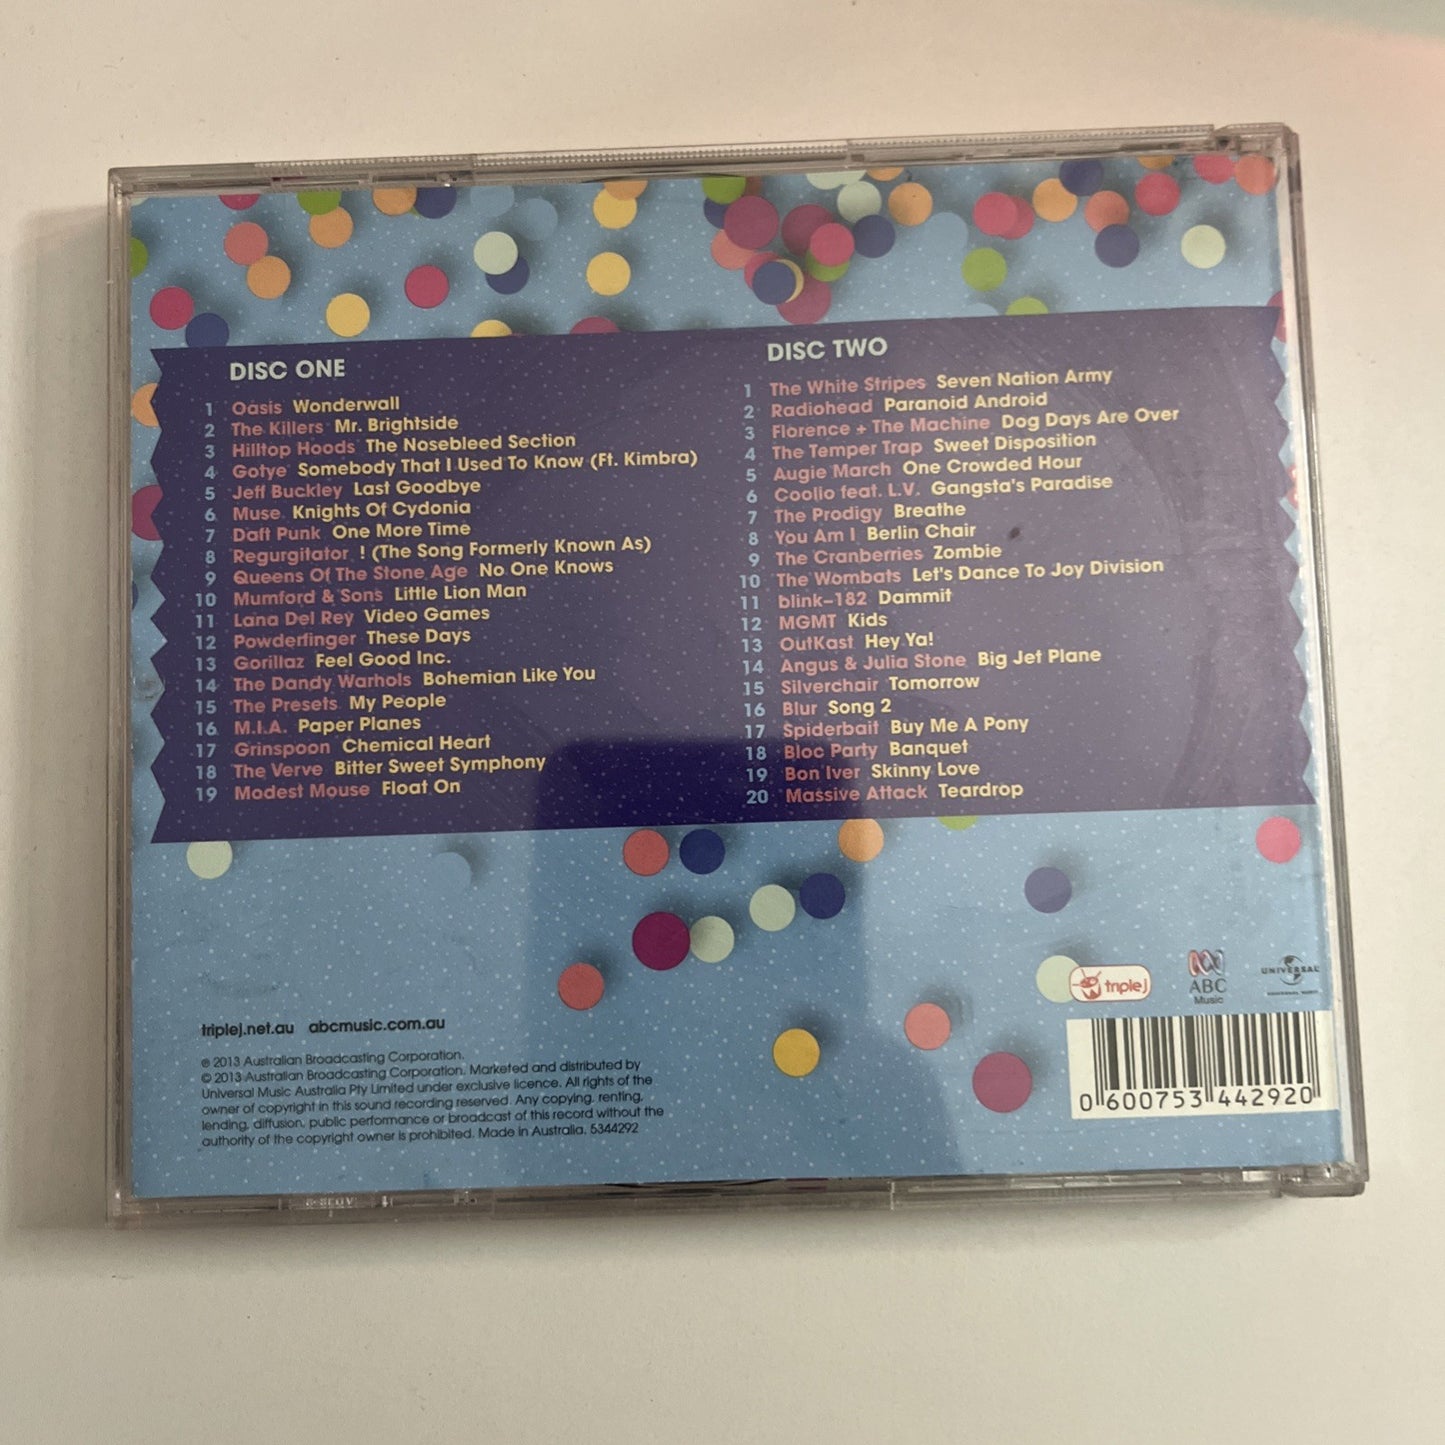 DISC ONE
1 Oasis Wonderwall
2 The Killers Mr. Brightside
3 Hilltop Hoods The Nosebleed Section
4 Gotye Somebody That I Used To Know (Ft. Kimbra)
5 Jeff Buckley Last Goodbye
6 Muse Knights Of Cydonia
7 Daft Punk One More Time
8 Regurgitator ! (The Song Formerly Known As)
9 Queens Of The Stone Age No One Knows
10 Mumford & Sons Little Lion Man
11 Lana Del Rey Video Games
12 Powderfinger These Days
13 Gorillaz Feel Good Inc.
14 The Dandy Warhols Bohemian Like You
15 The Presets My People
16 M.I.A. Paper Planes
17 Grinspoon Chemical Heart
18 The Verve Bitter Sweet Symphony
19 Modest Mouse Float On
DISC TWO
1 The White Stripes Seven Nation Army
2 Radiohead Paranoid Android
3 Florence + The Machine Dog Days Are Over
4 The Temper Trap Sweet Disposition
5 Augie March One Crowded Hour
6 Coolio feat. L.V. Gangsta's Paradise
7 The Prodigy Breathe
8 You Am I Berlin Chair
9 The Cranberries Zombie
10 The Wombats Let's Dance To Joy Division
11 blink-182 Dammit
12 MGMT Kids
13 OutKast Hey Ya!
14 Angus & Julia Stone Big Jet Plane
15 Silverchair Tomorrow
16 Blur Song 2
17 Spiderbait Buy Me A Pony
18 Bloc Party Banquet
19 Bon Iver Skinny Love
20 Massive Attack Teardrop
triplej.net.au abcmusic.com.au
℗ 2013 Australian Broadcasting Corporation.
© 2013 Australian Broadcasting Corporation. Marketed and distributed by
Universal Music Australia Pty Limited under exclusive licence. All rights of the
owner of copyright in this sound recording reserved. Any copying, renting,
lending, diffusion, public performance or broadcast of this record without the
authority of the copyright owner is prohibited. Made in Australia. 5344292
triple j
ABC
Music
UNIVERSAL
0 600753 442920